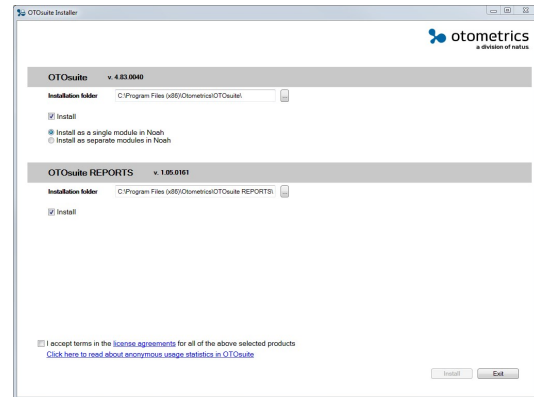 OTOsuite Installer
otometrics
a division of natus.
OTOsuite v. 4.83.0040
Installation folder C:\Program Files (x86)\Otometrics\OTOsuite\ ...
Install
Install as a single module in Noah
Install as separate modules in Noah
OTOsuite REPORTS v. 1.05.0161
Installation folder C:\Program Files (x86)\Otometrics\OTOsuite REPORTS\ ...
Install
I accept terms in the license agreements for all of the above selected products
Click here to read about anonymous usage statistics in OTOsuite
Install Exit